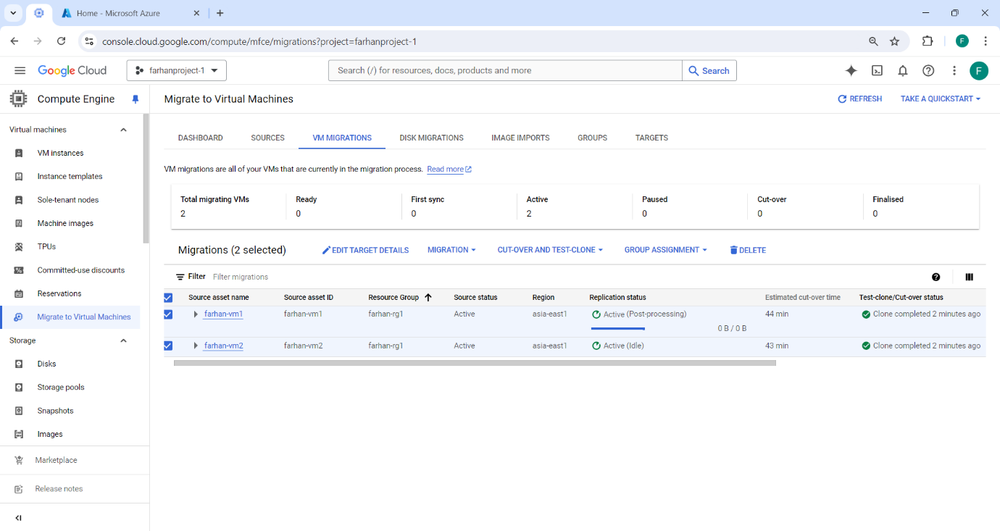 Home - Microsoft Azure
console.cloud.google.com/compute/mfce/migrations?project=farhanproject-1
F
Google Cloud
farhanproject-1
Search (/) for resources, docs, products and more
Search
F
Compute Engine
Migrate to Virtual Machines
REFRESH
TAKE A QUICKSTART
Virtual machines
VM instances
Instance templates
Sole-tenant nodes
Machine images
TPUs
Committed-use discounts
Reservations
Migrate to Virtual Machines
Storage
Disks
Storage pools
Snapshots
Images
Marketplace
Release notes
DASHBOARD
SOURCES
VM MIGRATIONS
DISK MIGRATIONS
IMAGE IMPORTS
GROUPS
TARGETS
VM migrations are all of your VMs that are currently in the migration process. Read more
Total migrating VMs
2
Ready
0
First sync
0
Active
2
Paused
0
Cut-over
0
Finalised
0
Migrations (2 selected)
EDIT TARGET DETAILS
MIGRATION
CUT-OVER AND TEST-CLONE
GROUP ASSIGNMENT
DELETE
Filter Filter migrations
Source asset name Source asset ID Resource Group Source status Region Replication status Estimated cut-over time Test-clone/Cut-over status
farhan-vm1 farhan-vm1 farhan-rg1 Active asia-east1 Active (Post-processing) 44 min Clone completed 2 minutes ago
0 B / 0 B
farhan-vm2 farhan-vm2 farhan-rg1 Active asia-east1 Active (Idle) 43 min Clone completed 2 minutes ago